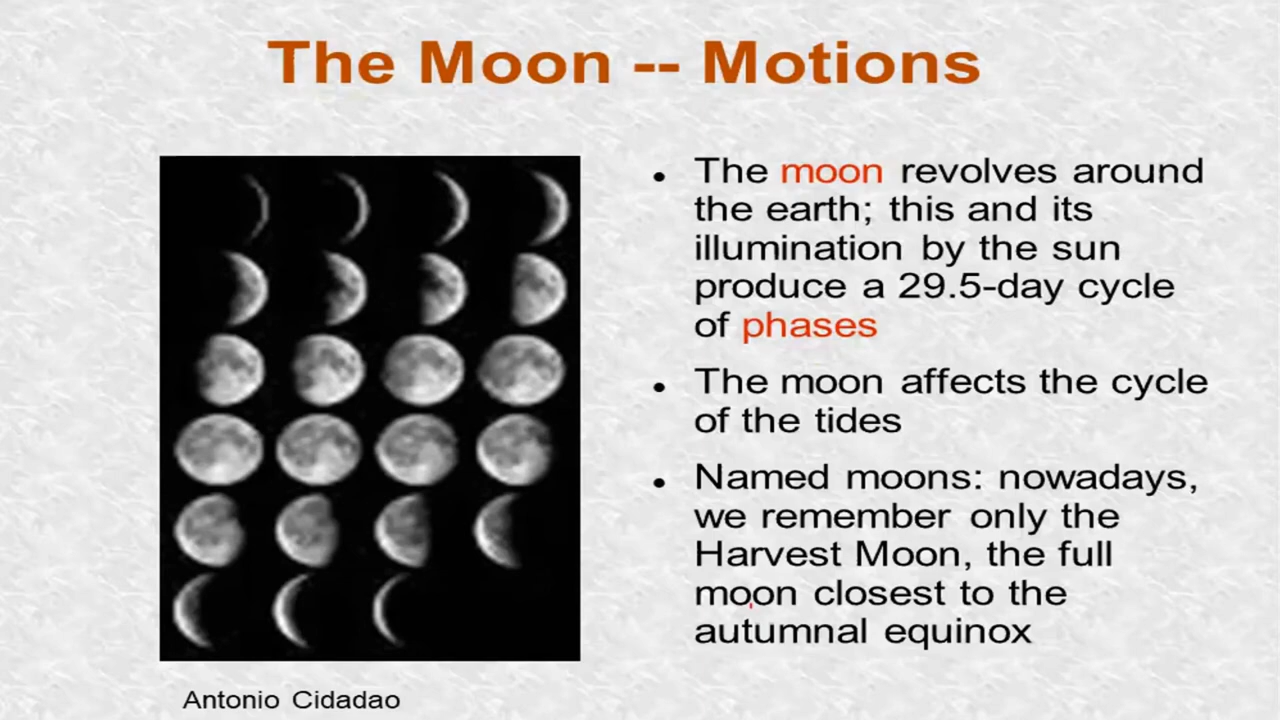 The Moon -- Motions
• The moon revolves around
the earth; this and its
illumination by the sun
produce a 29.5-day cycle
of phases
• The moon affects the cycle
of the tides
• Named moons: nowadays,
we remember only the
Harvest Moon, the full
moon closest to the
autumnal equinox
Antonio Cidadao